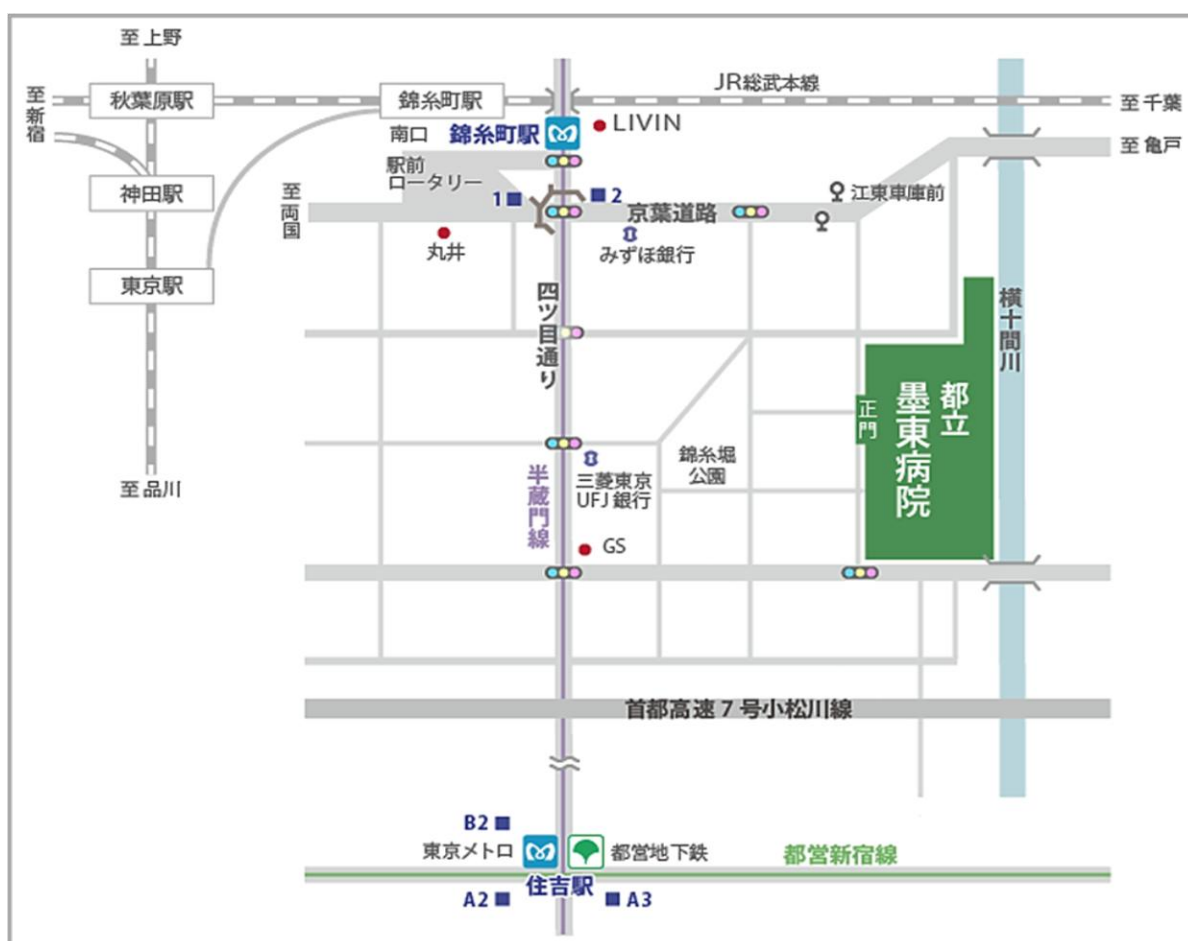 至上野
秋葉原駅
錦糸町駅
JR総武本線
至新宿
至千葉
南口
錦糸町駅
LIVIN
至亀戸
駅前
ロータリー
神田駅
至両国
1
2
京葉道路
江東車庫前
丸井
みずほ銀行
東京駅
四ツ目通り
横十間川
都立
墨東病院
正門
錦糸堀
公園
至品川
半蔵門線
三菱東京
UFJ銀行
GS
首都高速7号小松川線
B2
東京メトロ
都営地下鉄
都営新宿線
住吉駅
A2
A3